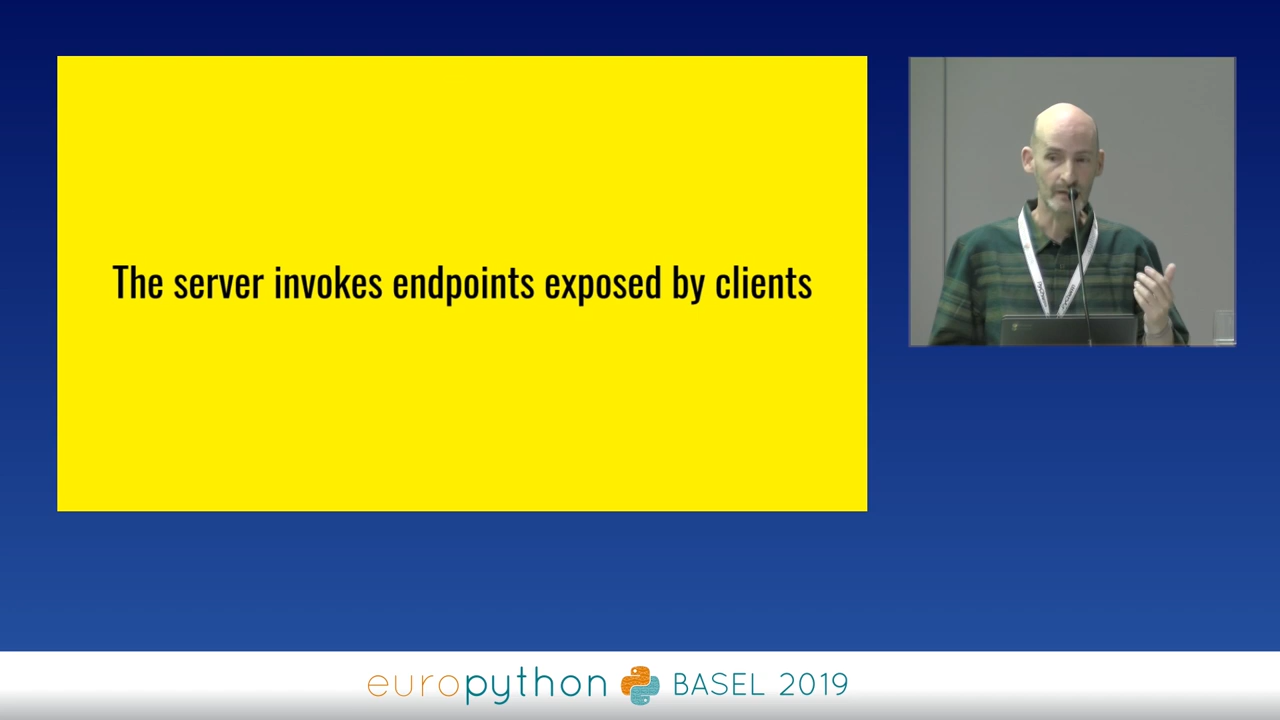 The server invokes endpoints exposed by clients
europython BASEL 2019